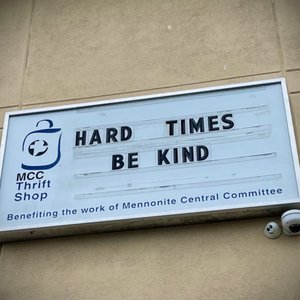 HARD TIMES
BE KIND
MCC
Thrift
Shop
Benefiting the work of Mennonite Central Committee